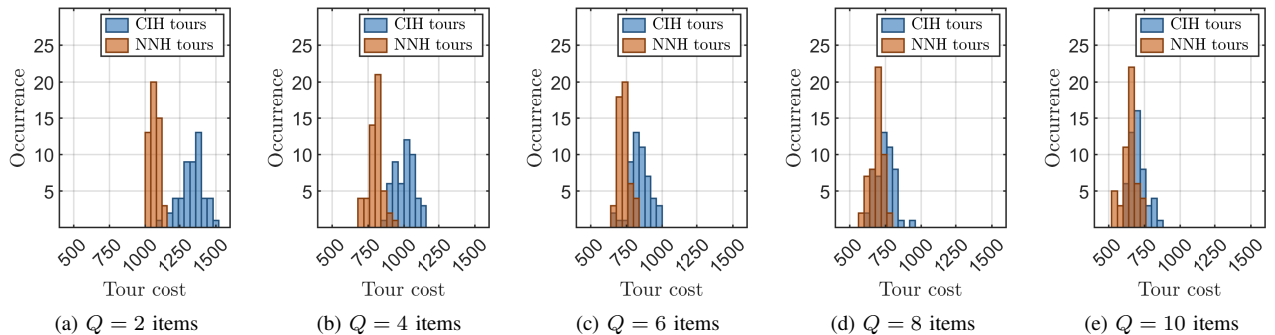 CIH tours
NNH tours
25
20
15
10
5
Occurrence
500
750
1000
1250
1500
Tour cost
(a) Q = 2 items
CIH tours
NNH tours
25
20
15
10
5
Occurrence
500
750
1000
1250
1500
Tour cost
(b) Q = 4 items
CIH tours
NNH tours
25
20
15
10
5
Occurrence
500
750
1000
1250
1500
Tour cost
(c) Q = 6 items
CIH tours
NNH tours
25
20
15
10
5
Occurrence
500
750
1000
1250
1500
Tour cost
(d) Q = 8 items
CIH tours
NNH tours
25
20
15
10
5
Occurrence
500
750
1000
1250
1500
Tour cost
(e) Q = 10 items